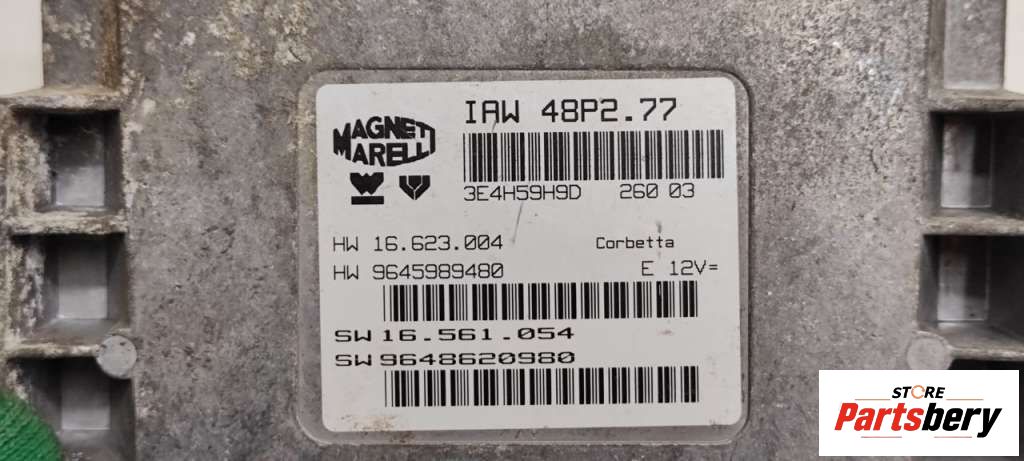 IAW 48P2.77
MAGNETI
MARELLI
3E4H59H9D 260 03
HW 16.623.004 Corbetta
HW 9645989480 E 12V=
SW 16.561.054
SW 9648620980
STORE
Partsbery